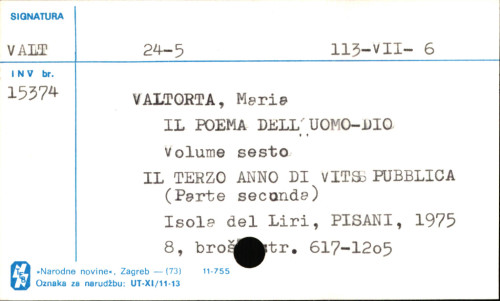 SIGNATURA
VALT 24-5 113-VII- 6
INV br.
15374
VALTORTA, Maria
IL POEMA DELL'UOMO-DIO
Volume sesto
IL TERZO ANNO DI VITS PUBBLICA
(Parte seconda)
Isola del Liri, PISANI, 1975
8, broš str. 617-12o5
»Narodne novine«, Zagreb — (73) 11-755
Oznaka za narudžbu: UT-XI/11-13